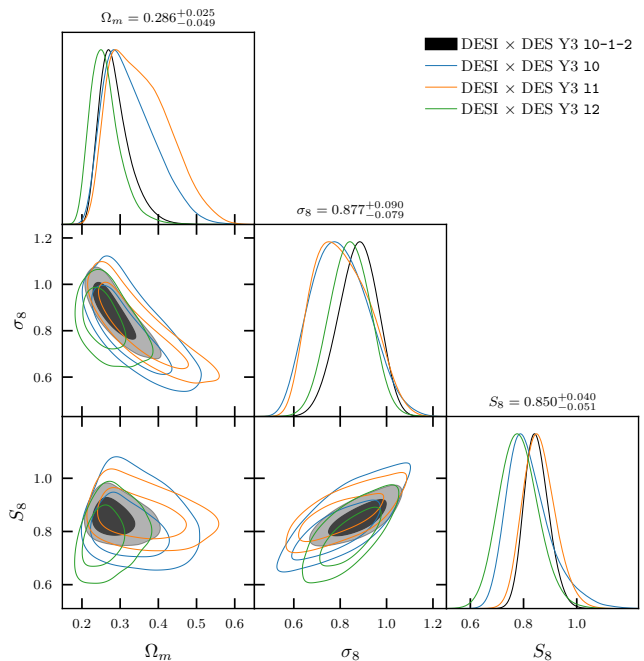 Ω_m = 0.286^{+0.025}_{-0.049}
DESI × DES Y3 l0-1-2
DESI × DES Y3 l0
DESI × DES Y3 l1
DESI × DES Y3 l2
σ_8 = 0.877^{+0.090}_{-0.079}
1.2
1.0
0.8
0.6
σ_8
S_8 = 0.850^{+0.040}_{-0.051}
1.0
0.8
0.6
S_8
0.2 0.3 0.4 0.5 0.6
0.6 0.8 1.0 1.2
0.6 0.8 1.0
Ω_m
σ_8
S_8